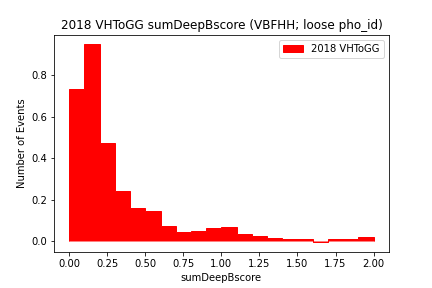 2018 VHToGG sumDeepBscore (VBFHH; loose pho_id)
2018 VHToGG
Number of Events
0.8
0.6
0.4
0.2
0.0
0.00 0.25 0.50 0.75 1.00 1.25 1.50 1.75 2.00
sumDeepBscore